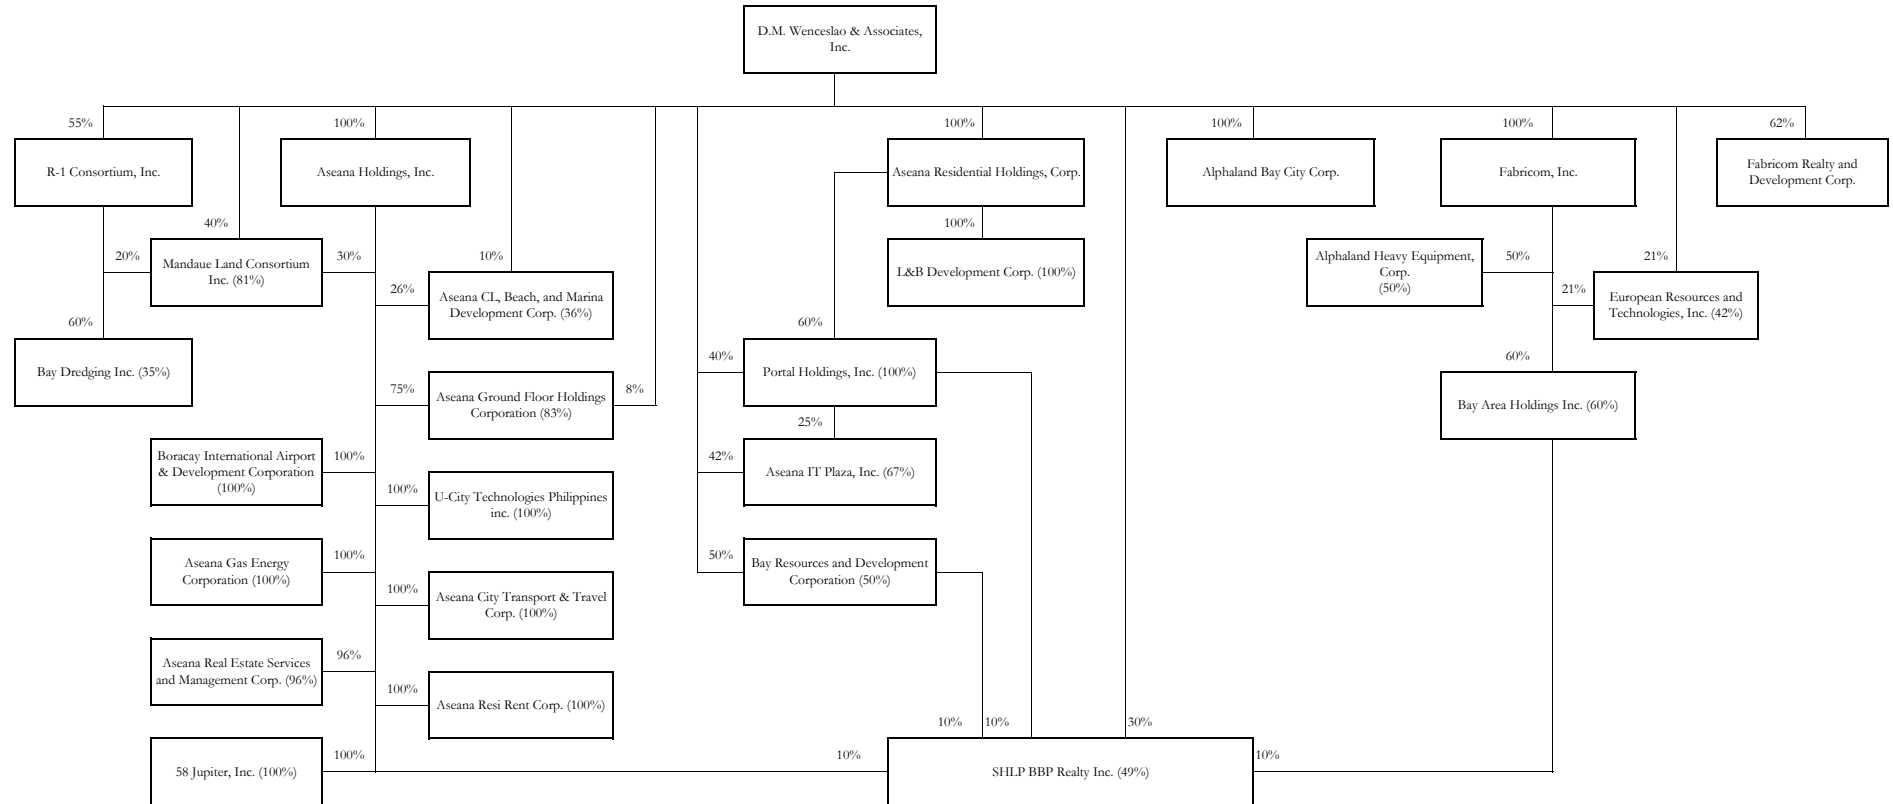 D.M. Wenceslao & Associates,
Inc.
55%
100%
100%
100%
100%
62%
R-1 Consortium, Inc.
Aseana Holdings, Inc.
Aseana Residential Holdings, Corp.
Alphaland Bay City Corp.
Fabricom, Inc.
Fabricom Realty and
Development Corp.
40%
100%
20%
Mandaue Land Consortium
Inc. (81%)
30%
10%
26%
Aseana CL, Beach, and Marina
Development Corp. (36%)
L&B Development Corp. (100%)
Alphaland Heavy Equipment,
Corp.
(50%)
50%
21%
21%
European Resources and
Technologies, Inc. (42%)
60%
Bay Dredging Inc. (35%)
60%
40%
Portal Holdings, Inc. (100%)
60%
Bay Area Holdings Inc. (60%)
75%
Aseana Ground Floor Holdings
Corporation (83%)
8%
25%
Boracay International Airport
& Development Corporation
(100%)
100%
42%
Aseana IT Plaza, Inc. (67%)
100%
U-City Technologies Philippines
inc. (100%)
Aseana Gas Energy
Corporation (100%)
100%
50%
Bay Resources and Development
Corporation (50%)
100%
Aseana City Transport & Travel
Corp. (100%)
Aseana Real Estate Services
and Management Corp. (96%)
96%
100%
Aseana Resi Rent Corp. (100%)
10%
10%
30%
58 Jupiter, Inc. (100%)
100%
10%
SHLP BBP Realty Inc. (49%)
10%